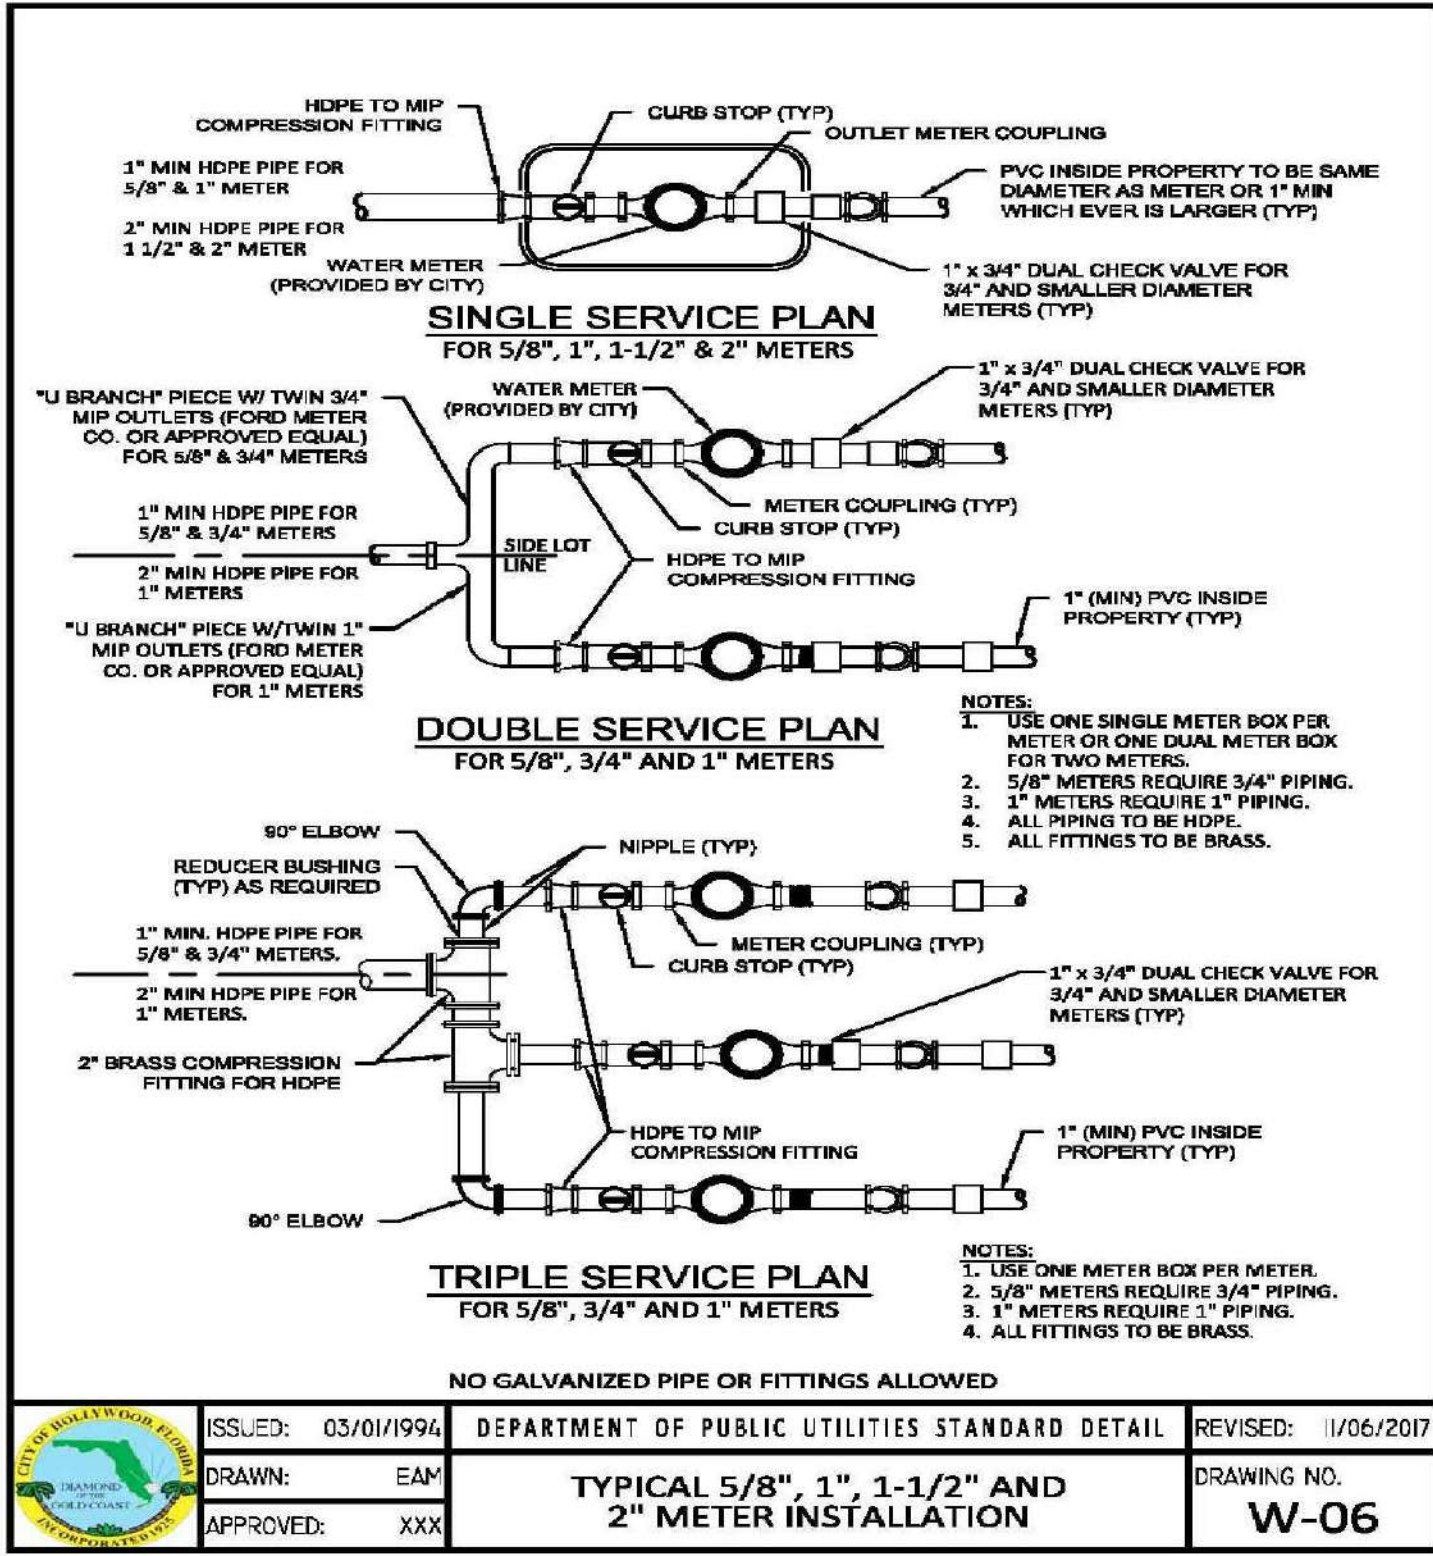 HDPE TO MIP
COMPRESSION FITTING
CURB STOP (TYP)
OUTLET METER COUPLING
1" MIN HDPE PIPE FOR
5/8" & 1" METER
PVC INSIDE PROPERTY TO BE SAME
DIAMETER AS METER OR 1" MIN
WHICH EVER IS LARGER (TYP)
2" MIN HDPE PIPE FOR
1 1/2" & 2" METER
WATER METER
(PROVIDED BY CITY)
1" x 3/4" DUAL CHECK VALVE FOR
3/4" AND SMALLER DIAMETER
METERS (TYP)
SINGLE SERVICE PLAN
FOR 5/8", 1", 1-1/2" & 2" METERS
"U BRANCH" PIECE W/ TWIN 3/4"
MIP OUTLETS (FORD METER
CO. OR APPROVED EQUAL)
FOR 5/8" & 3/4" METERS
WATER METER
(PROVIDED BY CITY)
1" x 3/4" DUAL CHECK VALVE FOR
3/4" AND SMALLER DIAMETER
METERS (TYP)
METER COUPLING (TYP)
CURB STOP (TYP)
1" MIN HDPE PIPE FOR
5/8" & 3/4" METERS
SIDE LOT
LINE
HDPE TO MIP
COMPRESSION FITTING
2" MIN HDPE PIPE FOR
1" METERS
"U BRANCH" PIECE W/TWIN 1"
MIP OUTLETS (FORD METER
CO. OR APPROVED EQUAL)
FOR 1" METERS
1" (MIN) PVC INSIDE
PROPERTY (TYP)
DOUBLE SERVICE PLAN
FOR 5/8", 3/4" AND 1" METERS
NOTES:
1. USE ONE SINGLE METER BOX PER
METER OR ONE DUAL METER BOX
FOR TWO METERS.
2. 5/8" METERS REQUIRE 3/4" PIPING.
3. 1" METERS REQUIRE 1" PIPING.
4. ALL PIPING TO BE HDPE.
5. ALL FITTINGS TO BE BRASS.
90° ELBOW
REDUCER BUSHING
(TYP) AS REQUIRED
NIPPLE (TYP)
1" MIN. HDPE PIPE FOR
5/8" & 3/4" METERS.
METER COUPLING (TYP)
CURB STOP (TYP)
2" MIN HDPE PIPE FOR
1" METERS.
1" x 3/4" DUAL CHECK VALVE FOR
3/4" AND SMALLER DIAMETER
METERS (TYP)
2" BRASS COMPRESSION
FITTING FOR HDPE
HDPE TO MIP
COMPRESSION FITTING
1" (MIN) PVC INSIDE
PROPERTY (TYP)
90° ELBOW
TRIPLE SERVICE PLAN
FOR 5/8", 3/4" AND 1" METERS
NOTES:
1. USE ONE METER BOX PER METER.
2. 5/8" METERS REQUIRE 3/4" PIPING.
3. 1" METERS REQUIRE 1" PIPING.
4. ALL FITTINGS TO BE BRASS.
NO GALVANIZED PIPE OR FITTINGS ALLOWED
CITY OF HOLLYWOOD, FLORIDA
DIAMOND
OF THE
GOLD COAST
INCORPORATED 1925
ISSUED: 03/01/1994
DRAWN: EAM
APPROVED: XXX
DEPARTMENT OF PUBLIC UTILITIES STANDARD DETAIL
TYPICAL 5/8", 1", 1-1/2" AND
2" METER INSTALLATION
REVISED: 11/06/2017
DRAWING NO.
W-06